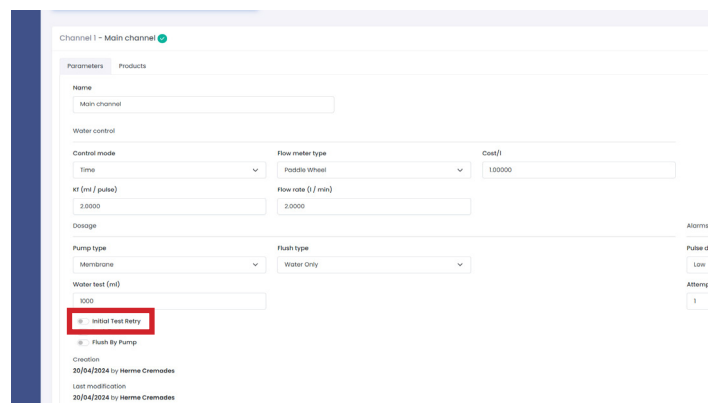 Channel 1 - Main channel
Parameters Products
Name
Main channel
Water control
Control mode Flow meter type Cost/l
Time Paddle Wheel 1.00000
Kf (ml / pulse) Flow rate (l / min)
2.0000 2.0000
Dosage Alarms
Pump type Flush type Pulse d
Membrane Water Only Low
Water test (ml) Attemp
1000 1
Initial Test Retry
Flush By Pump
Creation
20/04/2024 by Herme Cremades
Last modification
20/04/2024 by Herme Cremades